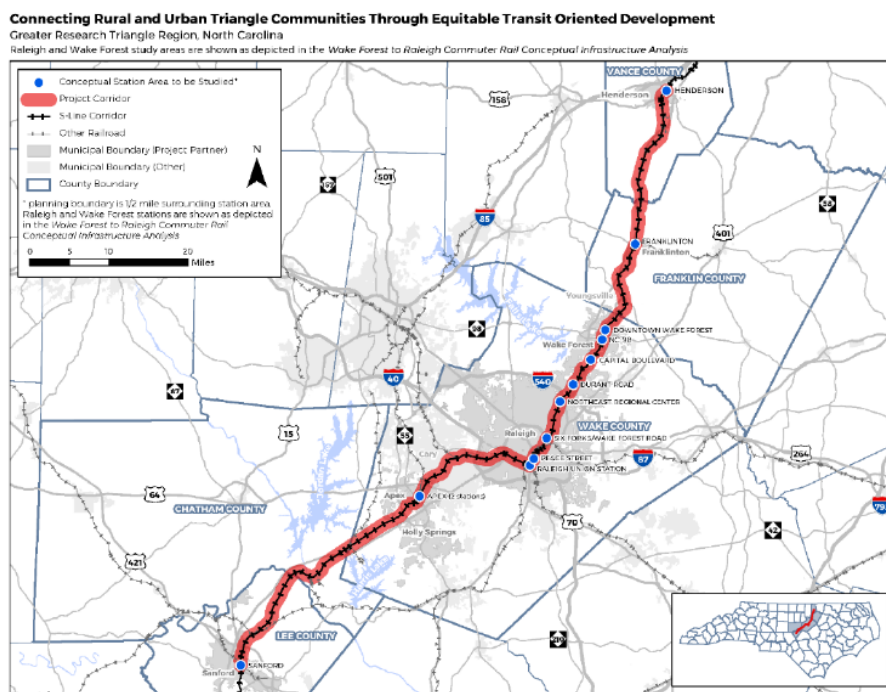 Connecting Rural and Urban Triangle Communities Through Equitable Transit Oriented Development
Greater Research Triangle Region, North Carolina
Raleigh and Wake Forest study areas are shown as depicted in the Wake Forest to Raleigh Commuter Rail Conceptual Infrastructure Analysis
Conceptual Station Area to be Studied*
Project Corridor
S-Line Corridor
Other Railroad
Municipal Boundary (Project Partner)
Municipal Boundary (Other)
County Boundary
N
* planning boundary is 1/2 mile surrounding station area
Raleigh and Wake Forest stations are shown as depicted
in the Wake Forest to Raleigh Commuter Rail
Conceptual Infrastructure Analysis
0 5 10 20
Miles
VANCE COUNTY
Henderson
HENDERSON
158
501
85
401
FRANKLINTON
Franklinton
FRANKLIN COUNTY
Youngsville
98
DOWNTOWN WAKE FOREST
NC 98
Wake Forest
CAPITAL BOULEVARD
40
540
DURANT ROAD
NORTHEAST REGIONAL CENTER
WAKE COUNTY
15
55
Raleigh
SIX FORKS/WAKE FOREST ROAD
Cary
PEACE STREET
RALEIGH UNION STATION
87
264
64
Apex
CHATHAM COUNTY
Holly Springs
70
42
421
LEE COUNTY
Sanford
SANFORD